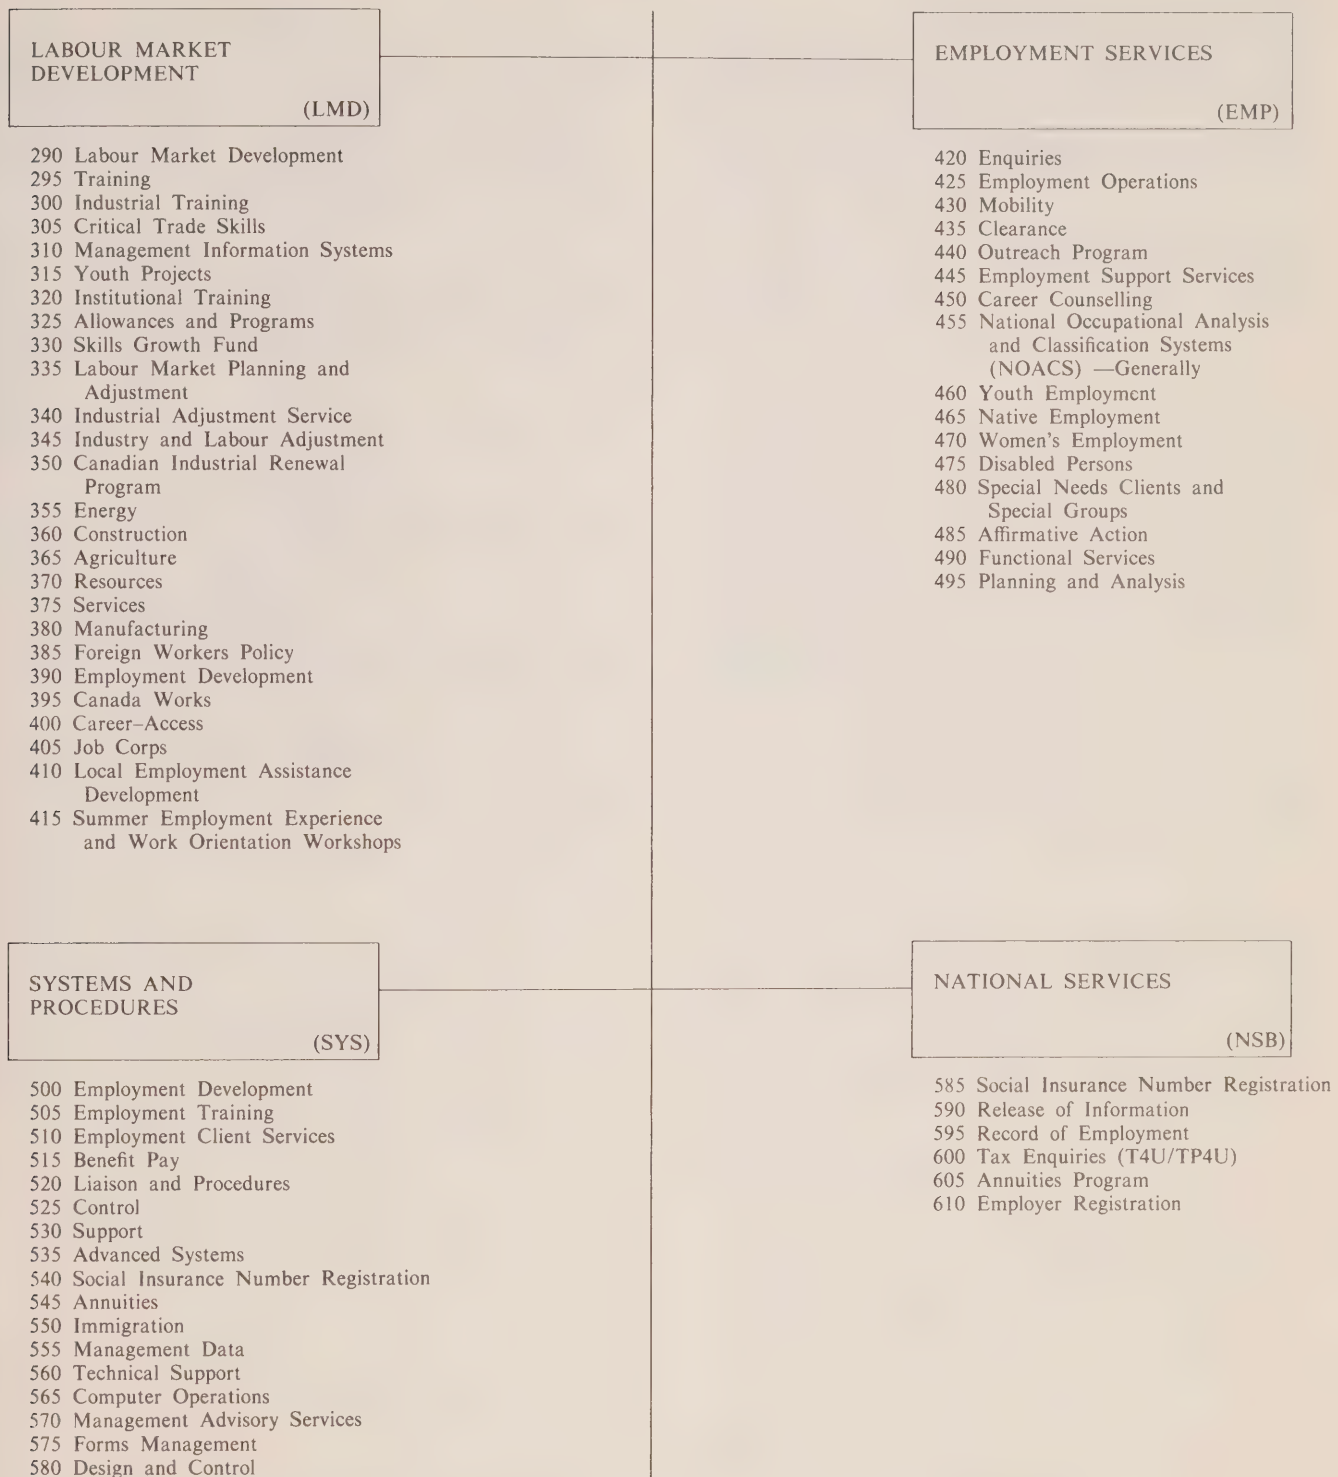 LABOUR MARKET
DEVELOPMENT
(LMD)
290 Labour Market Development
295 Training
300 Industrial Training
305 Critical Trade Skills
310 Management Information Systems
315 Youth Projects
320 Institutional Training
325 Allowances and Programs
330 Skills Growth Fund
335 Labour Market Planning and
Adjustment
340 Industrial Adjustment Service
345 Industry and Labour Adjustment
350 Canadian Industrial Renewal
Program
355 Energy
360 Construction
365 Agriculture
370 Resources
375 Services
380 Manufacturing
385 Foreign Workers Policy
390 Employment Development
395 Canada Works
400 Career–Access
405 Job Corps
410 Local Employment Assistance
Development
415 Summer Employment Experience
and Work Orientation Workshops
EMPLOYMENT SERVICES
(EMP)
420 Enquiries
425 Employment Operations
430 Mobility
435 Clearance
440 Outreach Program
445 Employment Support Services
450 Career Counselling
455 National Occupational Analysis
and Classification Systems
(NOACS) —Generally
460 Youth Employment
465 Native Employment
470 Women's Employment
475 Disabled Persons
480 Special Needs Clients and
Special Groups
485 Affirmative Action
490 Functional Services
495 Planning and Analysis
SYSTEMS AND
PROCEDURES
(SYS)
500 Employment Development
505 Employment Training
510 Employment Client Services
515 Benefit Pay
520 Liaison and Procedures
525 Control
530 Support
535 Advanced Systems
540 Social Insurance Number Registration
545 Annuities
550 Immigration
555 Management Data
560 Technical Support
565 Computer Operations
570 Management Advisory Services
575 Forms Management
580 Design and Control
NATIONAL SERVICES
(NSB)
585 Social Insurance Number Registration
590 Release of Information
595 Record of Employment
600 Tax Enquiries (T4U/TP4U)
605 Annuities Program
610 Employer Registration